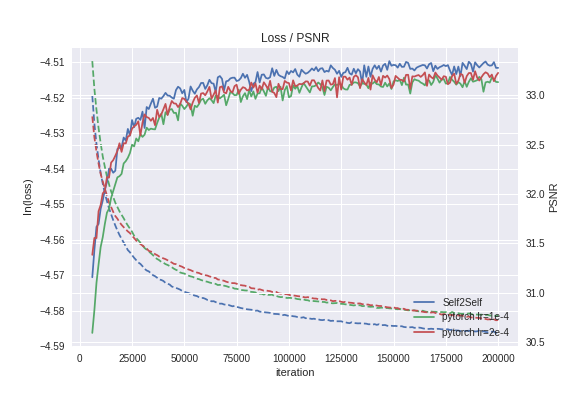 Loss / PSNR
−4.51
−4.52
−4.53
−4.54
−4.55
−4.56
−4.57
−4.58
−4.59
ln(loss)
33.0
32.5
32.0
31.5
31.0
30.5
PSNR
Self2Self
pytorch lr=1e-4
pytorch lr=2e-4
0 25000 50000 75000 100000 125000 150000 175000 200000
iteration